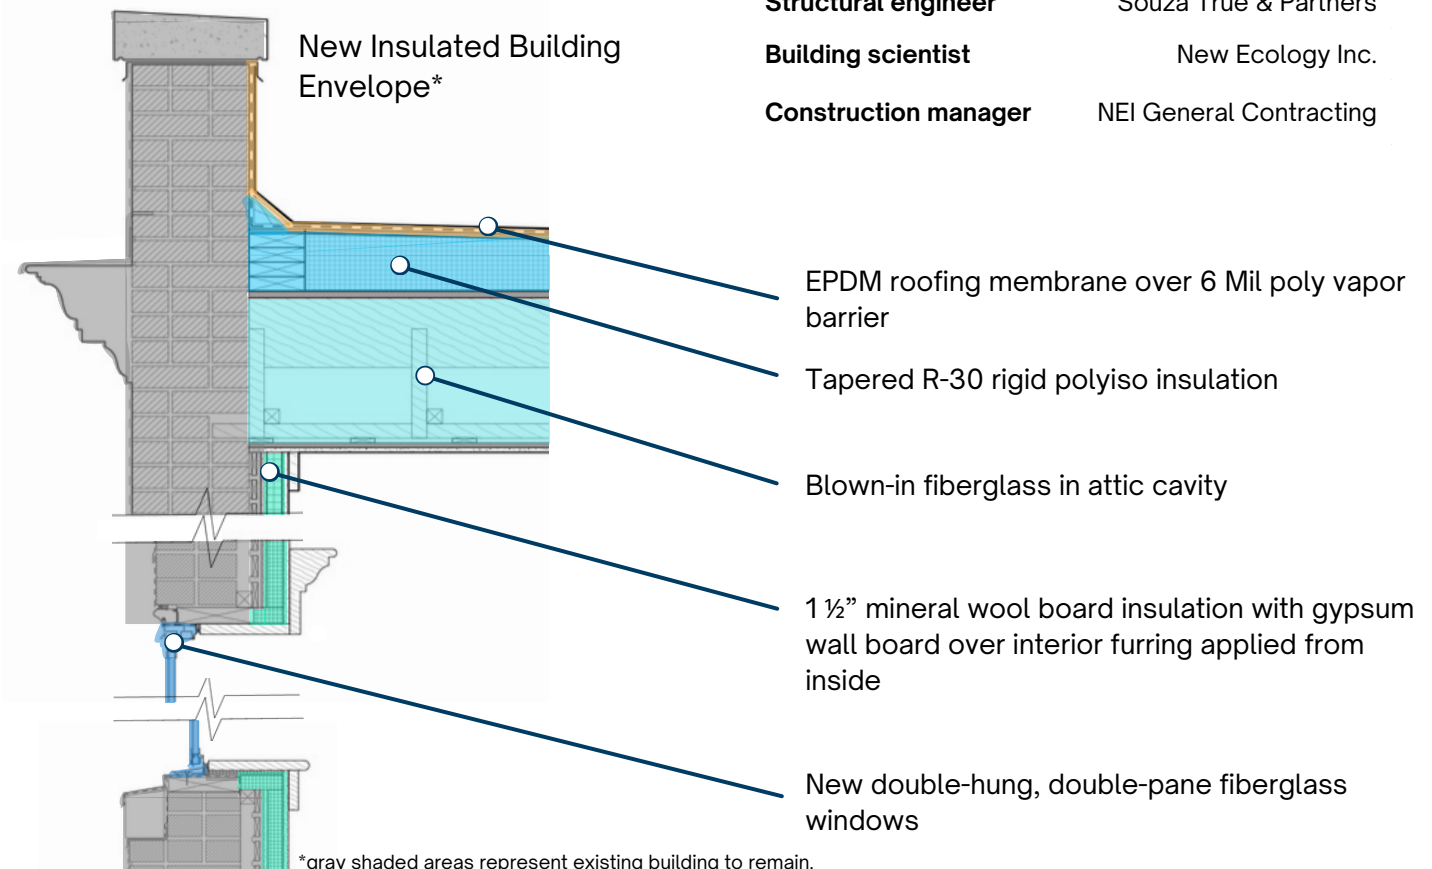 Structural engineer Souza True & Partners
New Insulated Building
Envelope*
Building scientist New Ecology Inc.
Construction manager NEI General Contracting
EPDM roofing membrane over 6 Mil poly vapor
barrier
Tapered R-30 rigid polyiso insulation
Blown-in fiberglass in attic cavity
1 ½” mineral wool board insulation with gypsum
wall board over interior furring applied from
inside
New double-hung, double-pane fiberglass
windows
*gray shaded areas represent existing building to remain.